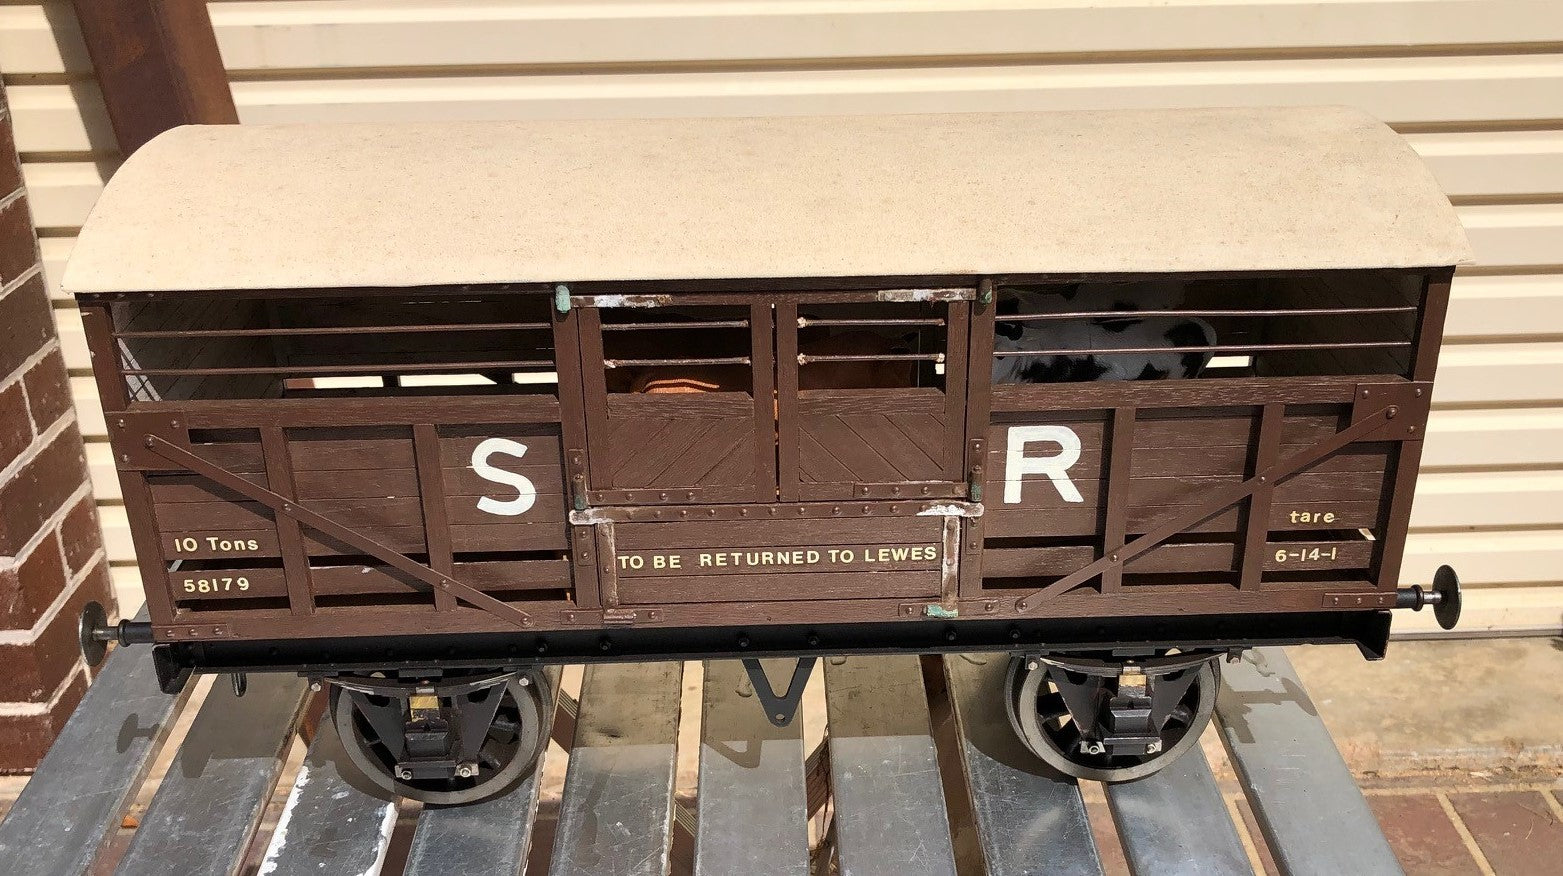 S R
10 Tons
58179
TO BE RETURNED TO LEWES
tare
6-14-1